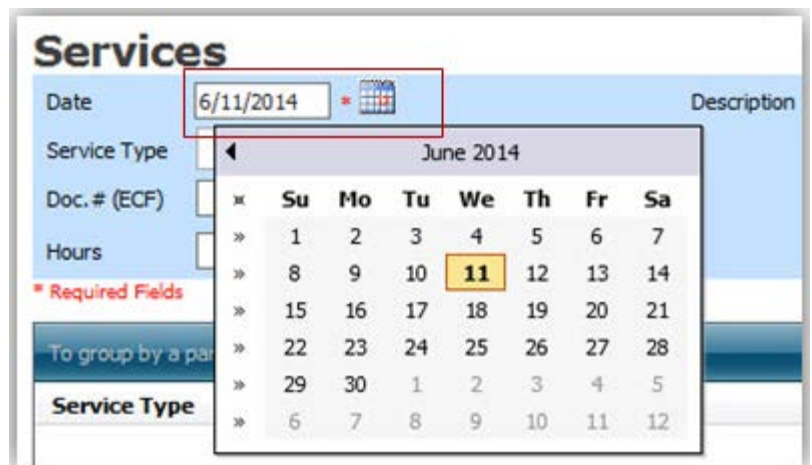 Services
Date 6/11/2014 * Description
Service Type
Doc. # (ECF)
Hours
* Required Fields
To group by a par
Service Type
June 2014
Su Mo Tu We Th Fr Sa
» 1 2 3 4 5 6 7
» 8 9 10 11 12 13 14
» 15 16 17 18 19 20 21
» 22 23 24 25 26 27 28
» 29 30 1 2 3 4 5
» 6 7 8 9 10 11 12